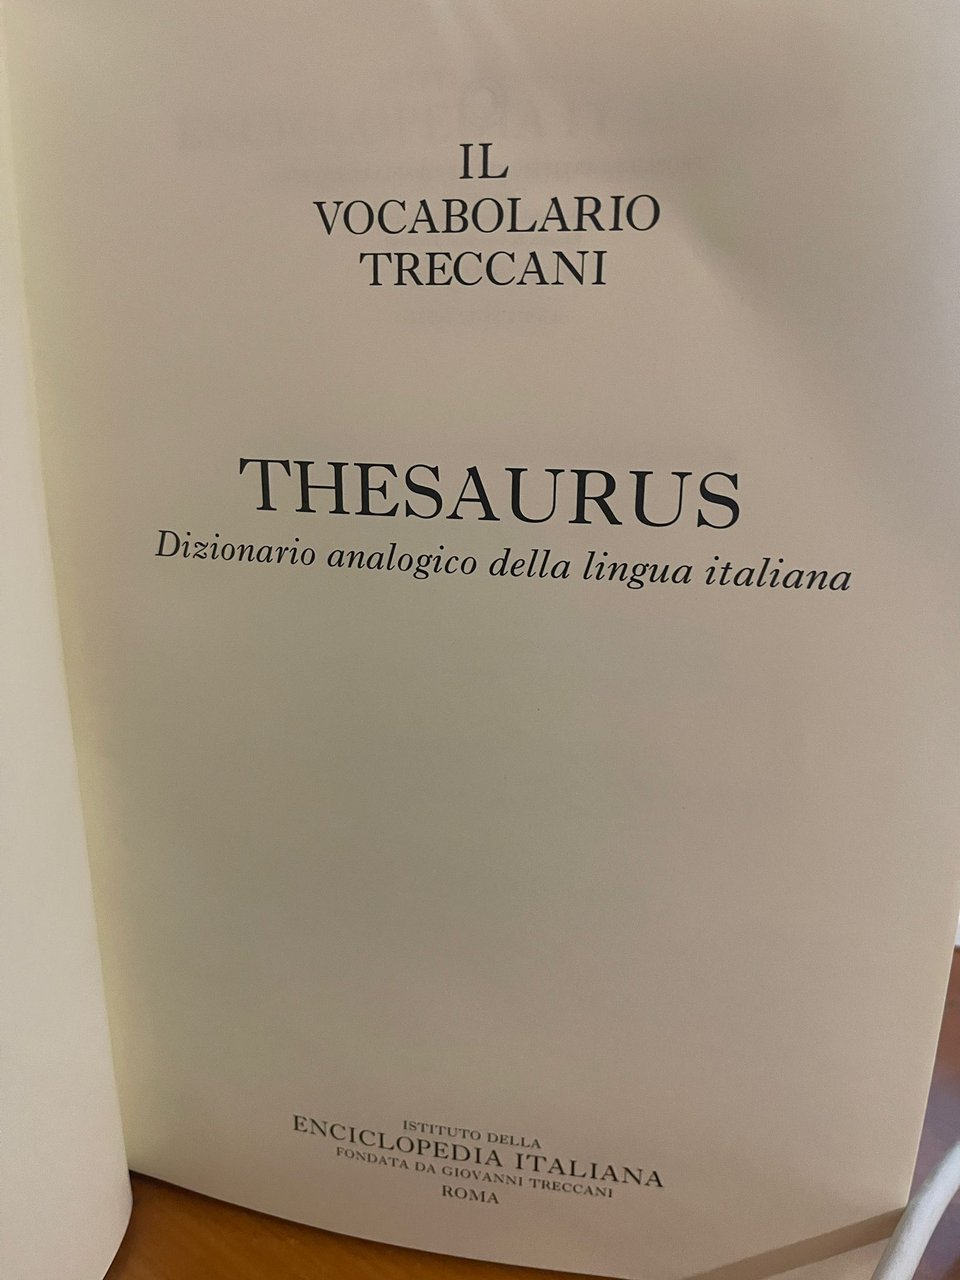 IL
VOCABOLARIO
TRECCANI
THESAURUS
Dizionario analogico della lingua italiana
ISTITUTO DELLA
ENCICLOPEDIA ITALIANA
FONDATA DA GIOVANNI TRECCANI
ROMA